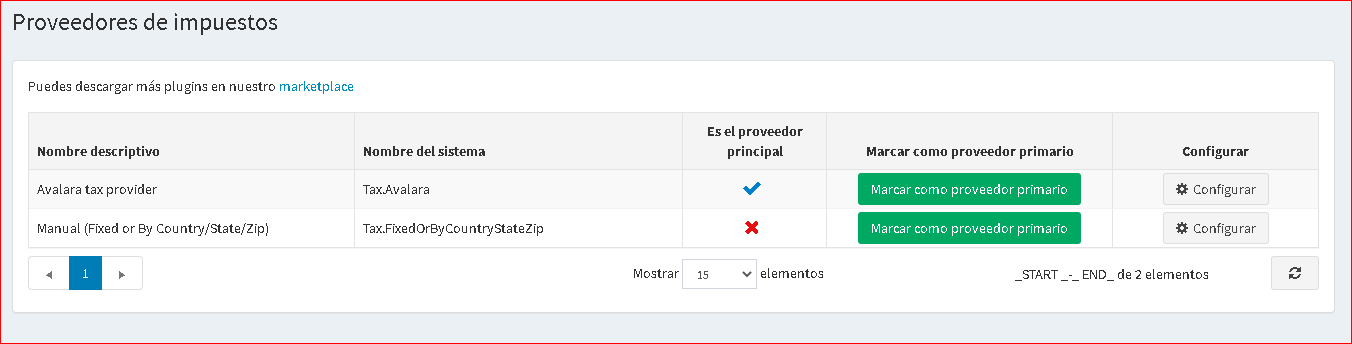 Proveedores de impuestos
Puedes descargar más plugins en nuestro marketplace
Nombre descriptivo
Nombre del sistema
Es el proveedor
principal
Marcar como proveedor primario
Configurar
Avalara tax provider
Tax.Avalara
Marcar como proveedor primario
Configurar
Manual (Fixed or By Country/State/Zip)
Tax.FixedOrByCountryStateZip
Marcar como proveedor primario
Configurar
1
Mostrar 15 elementos
_START _-_ END_ de 2 elementos